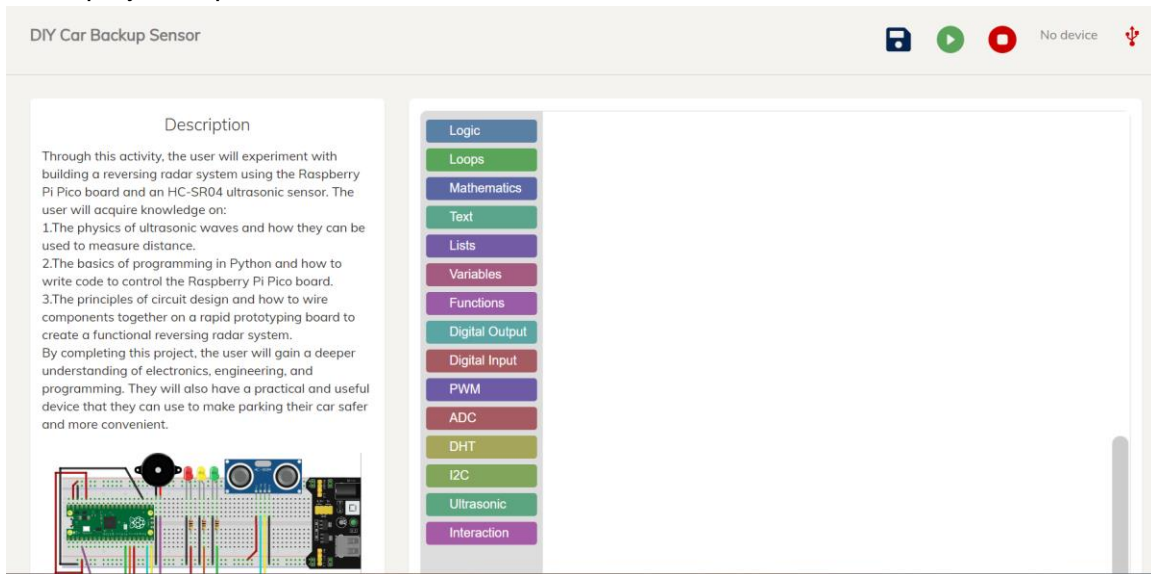 DIY Car Backup Sensor
No device
Description
Through this activity, the user will experiment with
building a reversing radar system using the Raspberry
Pi Pico board and an HC-SR04 ultrasonic sensor. The
user will acquire knowledge on:
1.The physics of ultrasonic waves and how they can be
used to measure distance.
2.The basics of programming in Python and how to
write code to control the Raspberry Pi Pico board.
3.The principles of circuit design and how to wire
components together on a rapid prototyping board to
create a functional reversing radar system.
By completing this project, the user will gain a deeper
understanding of electronics, engineering, and
programming. They will also have a practical and useful
device that they can use to make parking their car safer
and more convenient.
Logic
Loops
Mathematics
Text
Lists
Variables
Functions
Digital Output
Digital Input
PWM
ADC
DHT
I2C
Ultrasonic
Interaction